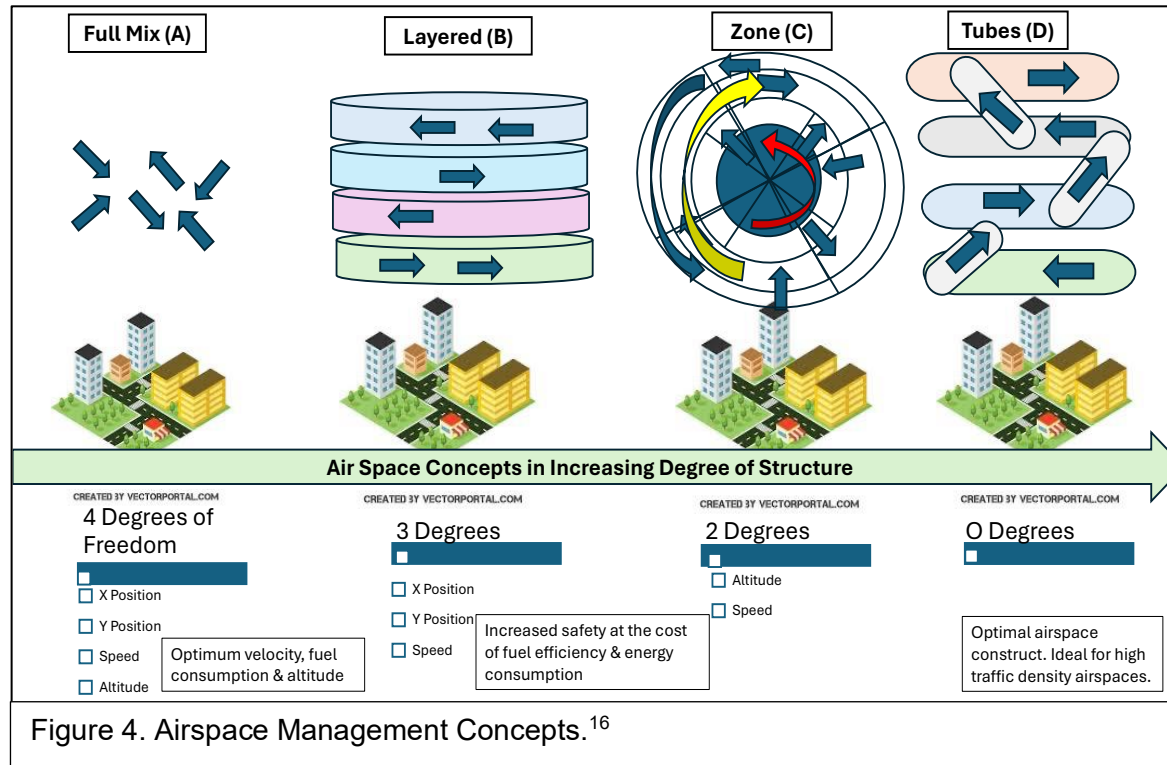 Full Mix (A)
Layered (B)
Zone (C)
Tubes (D)
Air Space Concepts in Increasing Degree of Structure
CREATED BY VECTORPORTAL.COM
4 Degrees of
Freedom
X Position
Y Position
Speed
Altitude
Optimum velocity, fuel
consumption & altitude
CREATED BY VECTORPORTAL.COM
3 Degrees
X Position
Y Position
Speed
Increased safety at the cost
of fuel efficiency & energy
consumption
CREATED BY VECTORPORTAL.COM
2 Degrees
Altitude
Speed
CREATED BY VECTORPORTAL.COM
O Degrees
Optimal airspace
construct. Ideal for high
traffic density airspaces.
Figure 4. Airspace Management Concepts.¹⁶